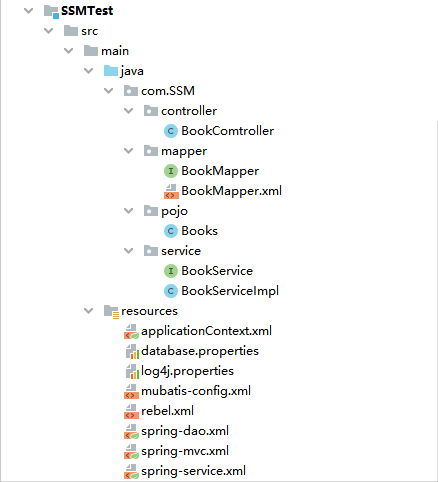 SSMTest
src
main
java
com.SSM
controller
BookComtroller
mapper
BookMapper
BookMapper.xml
pojo
Books
service
BookService
BookServiceImpl
resources
applicationContext.xml
database.properties
log4j.properties
mubatis-config.xml
rebel.xml
spring-dao.xml
spring-mvc.xml
spring-service.xml